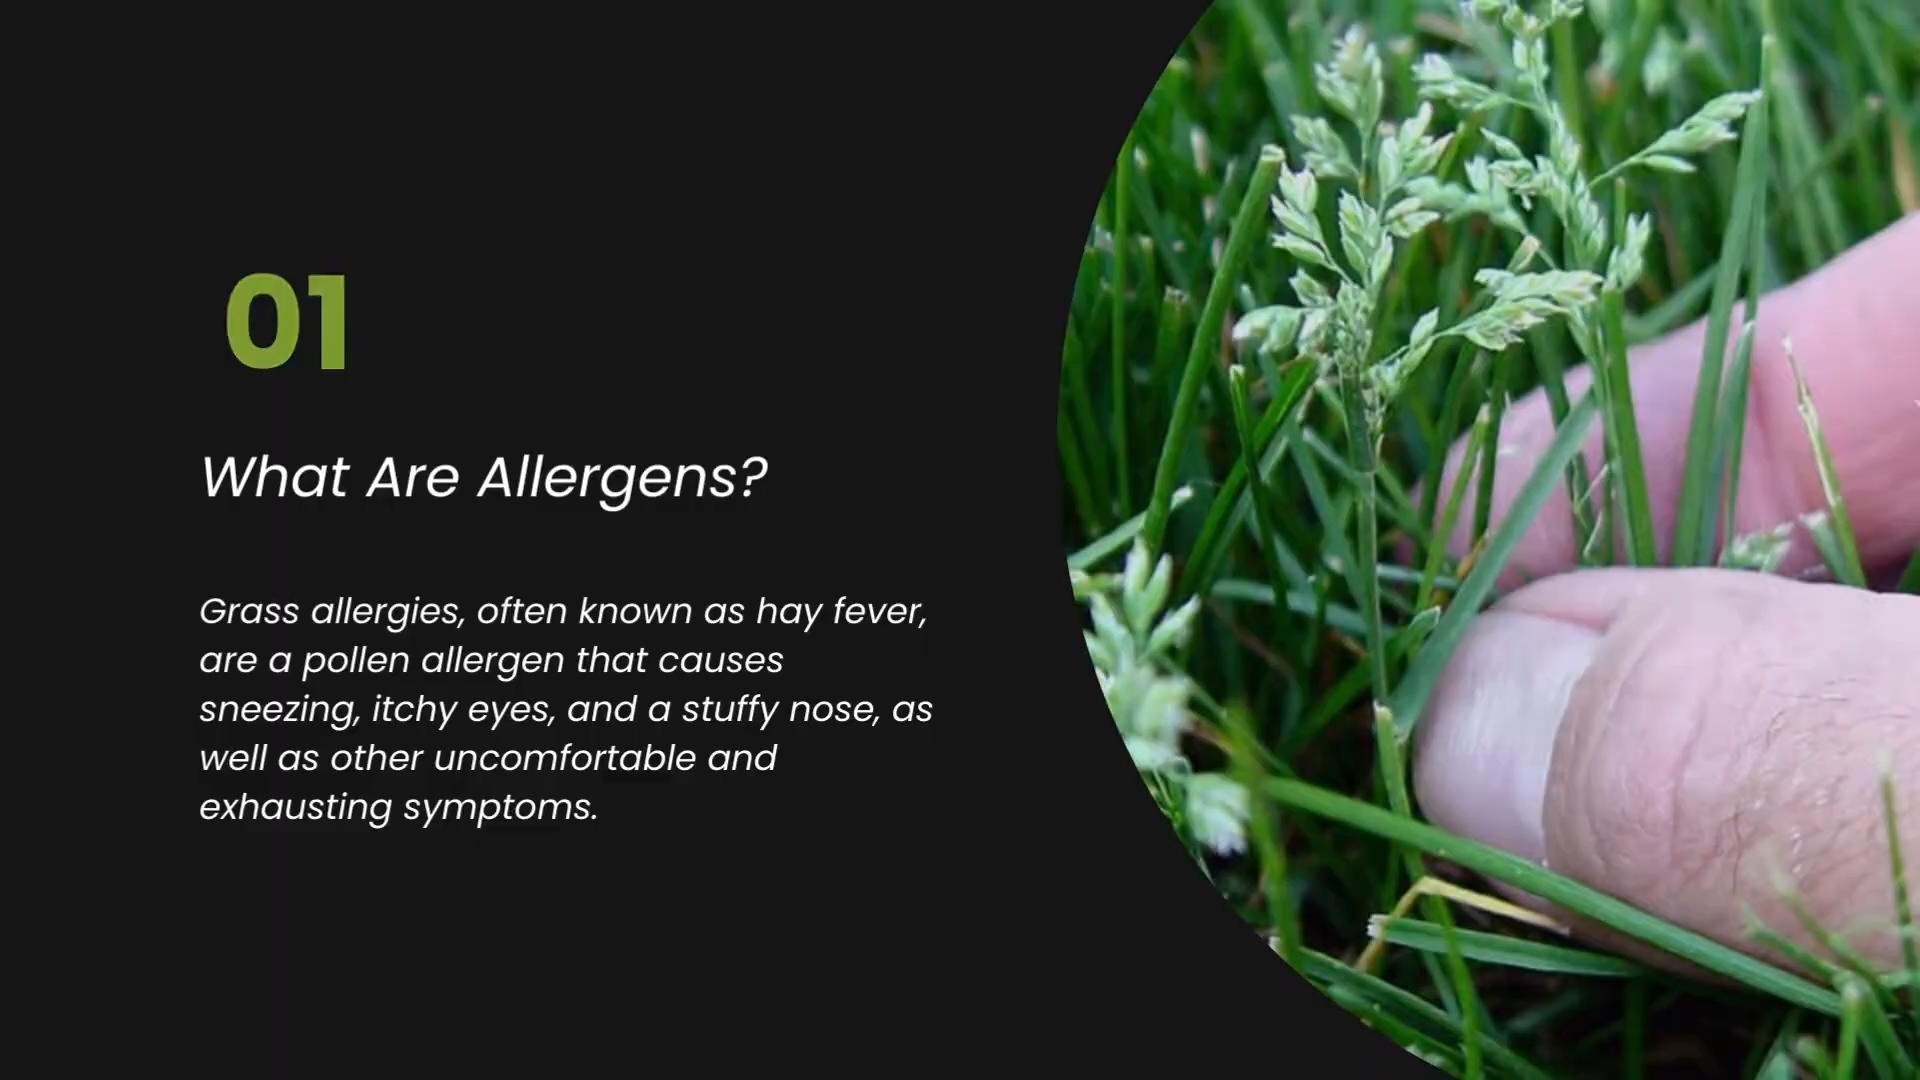 01
What Are Allergens?
Grass allergies, often known as hay fever,
are a pollen allergen that causes
sneezing, itchy eyes, and a stuffy nose, as
well as other uncomfortable and
exhausting symptoms.